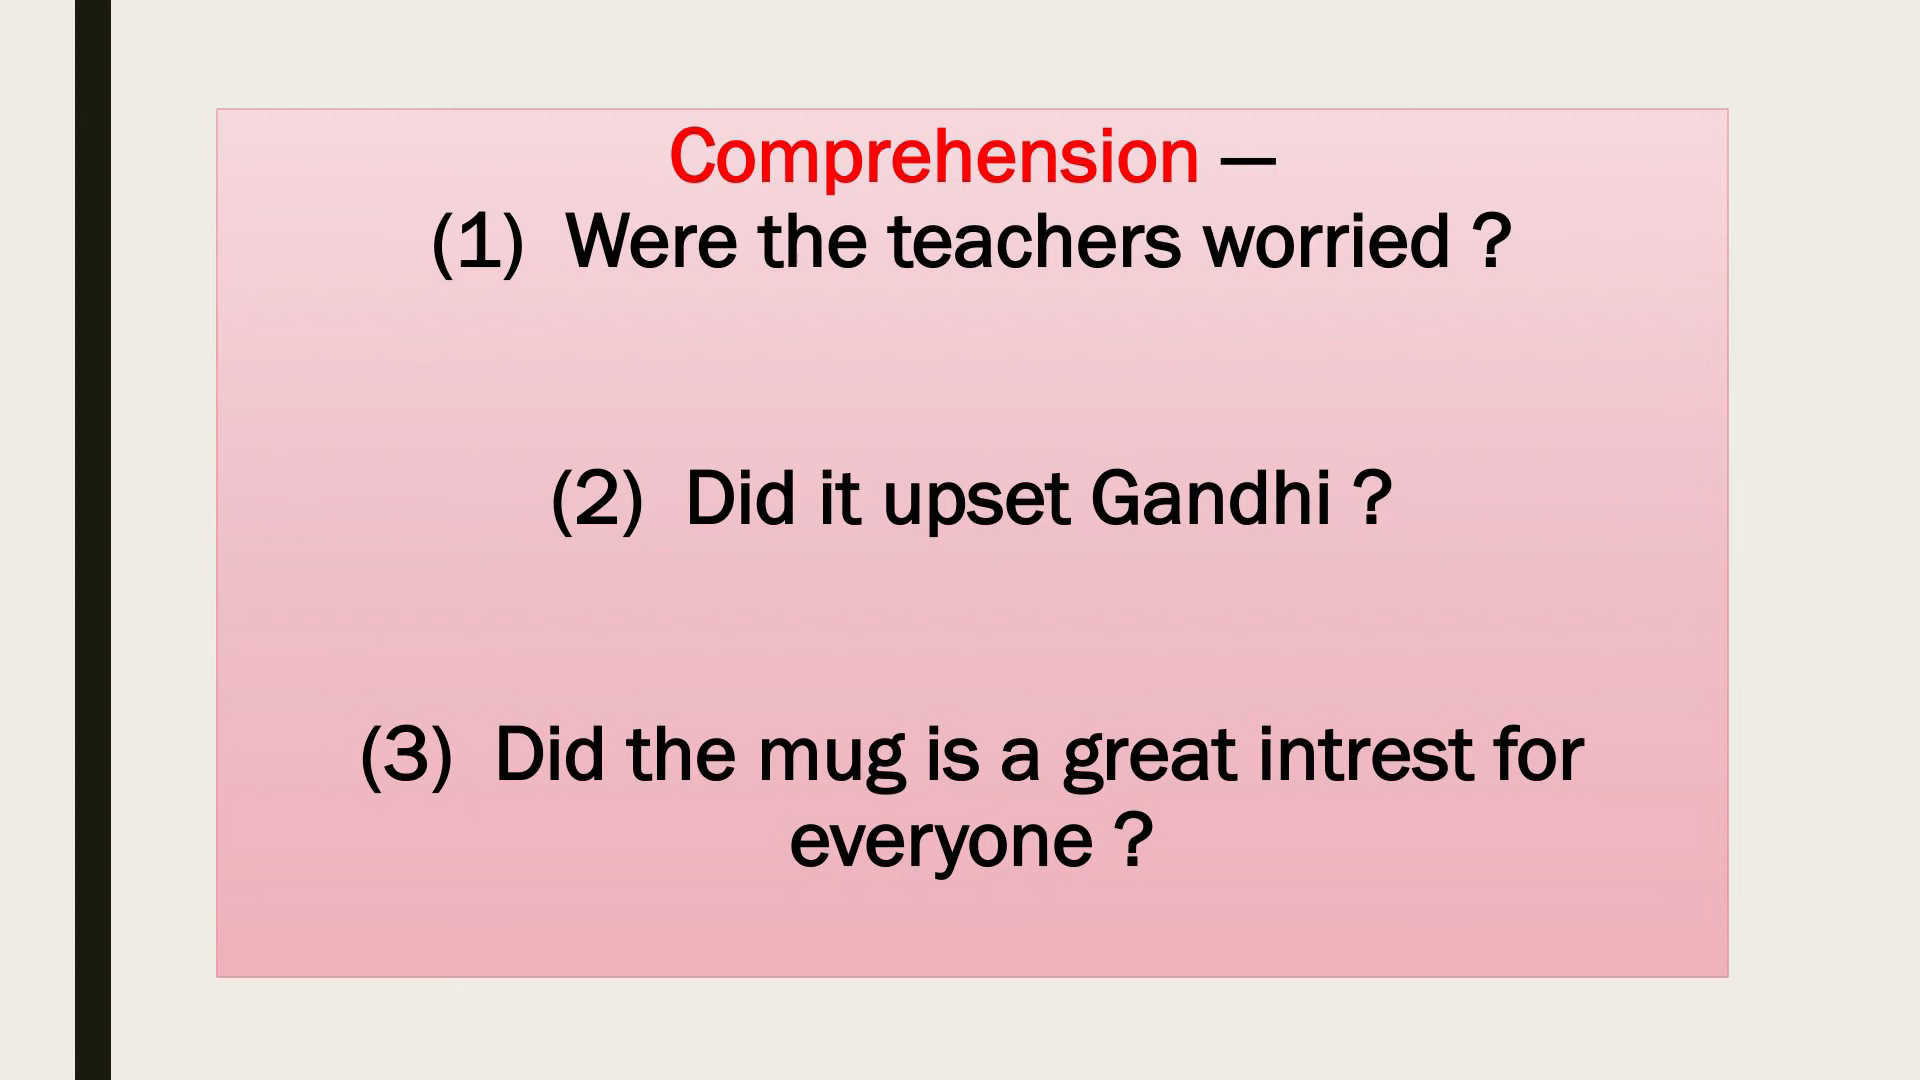 Comprehension —
(1) Were the teachers worried ?
(2) Did it upset Gandhi ?
(3) Did the mug is a great intrest for
everyone ?